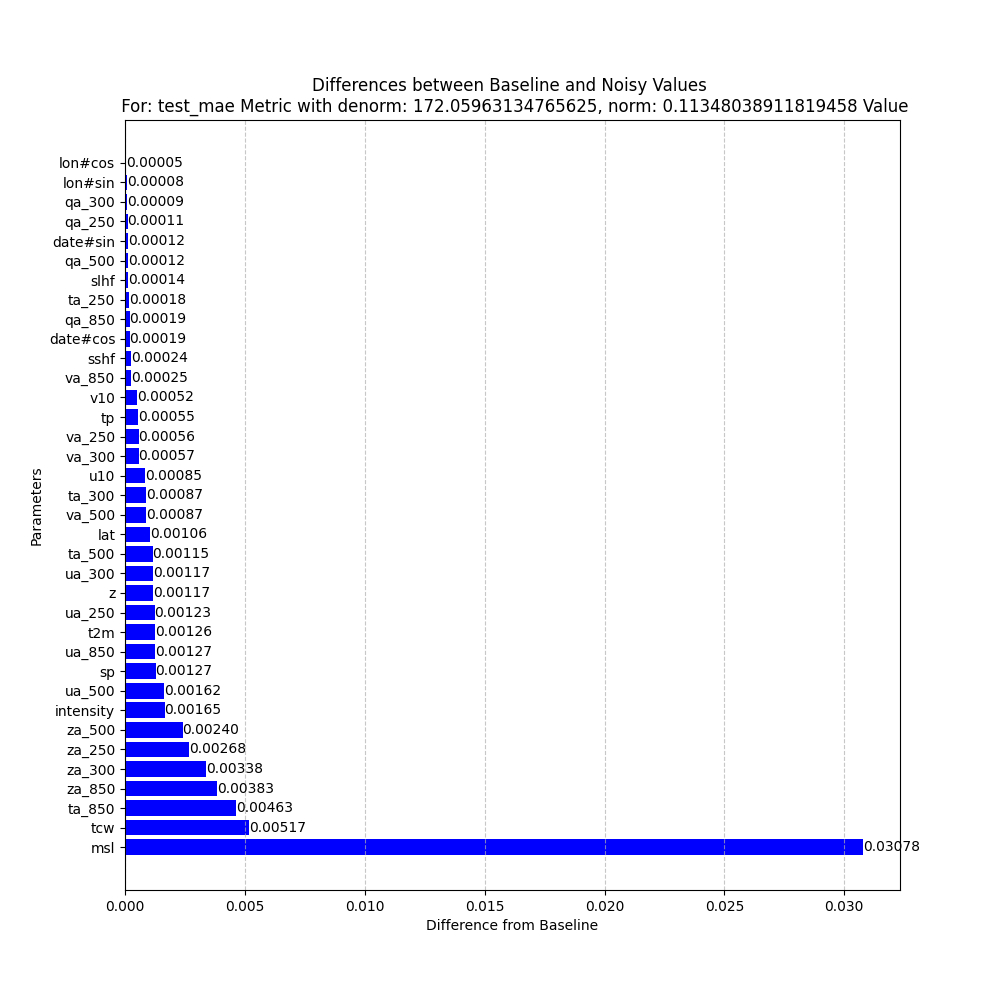 Differences between Baseline and Noisy Values
For: test_mae Metric with denorm: 172.05963134765625, norm: 0.11348038911819458 Value
lon#cos 0.00005
lon#sin 0.00008
qa_300 0.00009
qa_250 0.00011
date#sin 0.00012
qa_500 0.00012
slhf 0.00014
ta_250 0.00018
qa_850 0.00019
date#cos 0.00019
sshf 0.00024
va_850 0.00025
v10 0.00052
tp 0.00055
va_250 0.00056
va_300 0.00057
u10 0.00085
ta_300 0.00087
va_500 0.00087
lat 0.00106
ta_500 0.00115
ua_300 0.00117
z 0.00117
ua_250 0.00123
t2m 0.00126
ua_850 0.00127
sp 0.00127
ua_500 0.00162
intensity 0.00165
za_500 0.00240
za_250 0.00268
za_300 0.00338
za_850 0.00383
ta_850 0.00463
tcw 0.00517
msl 0.03078
Parameters
0.000 0.005 0.010 0.015 0.020 0.025 0.030
Difference from Baseline